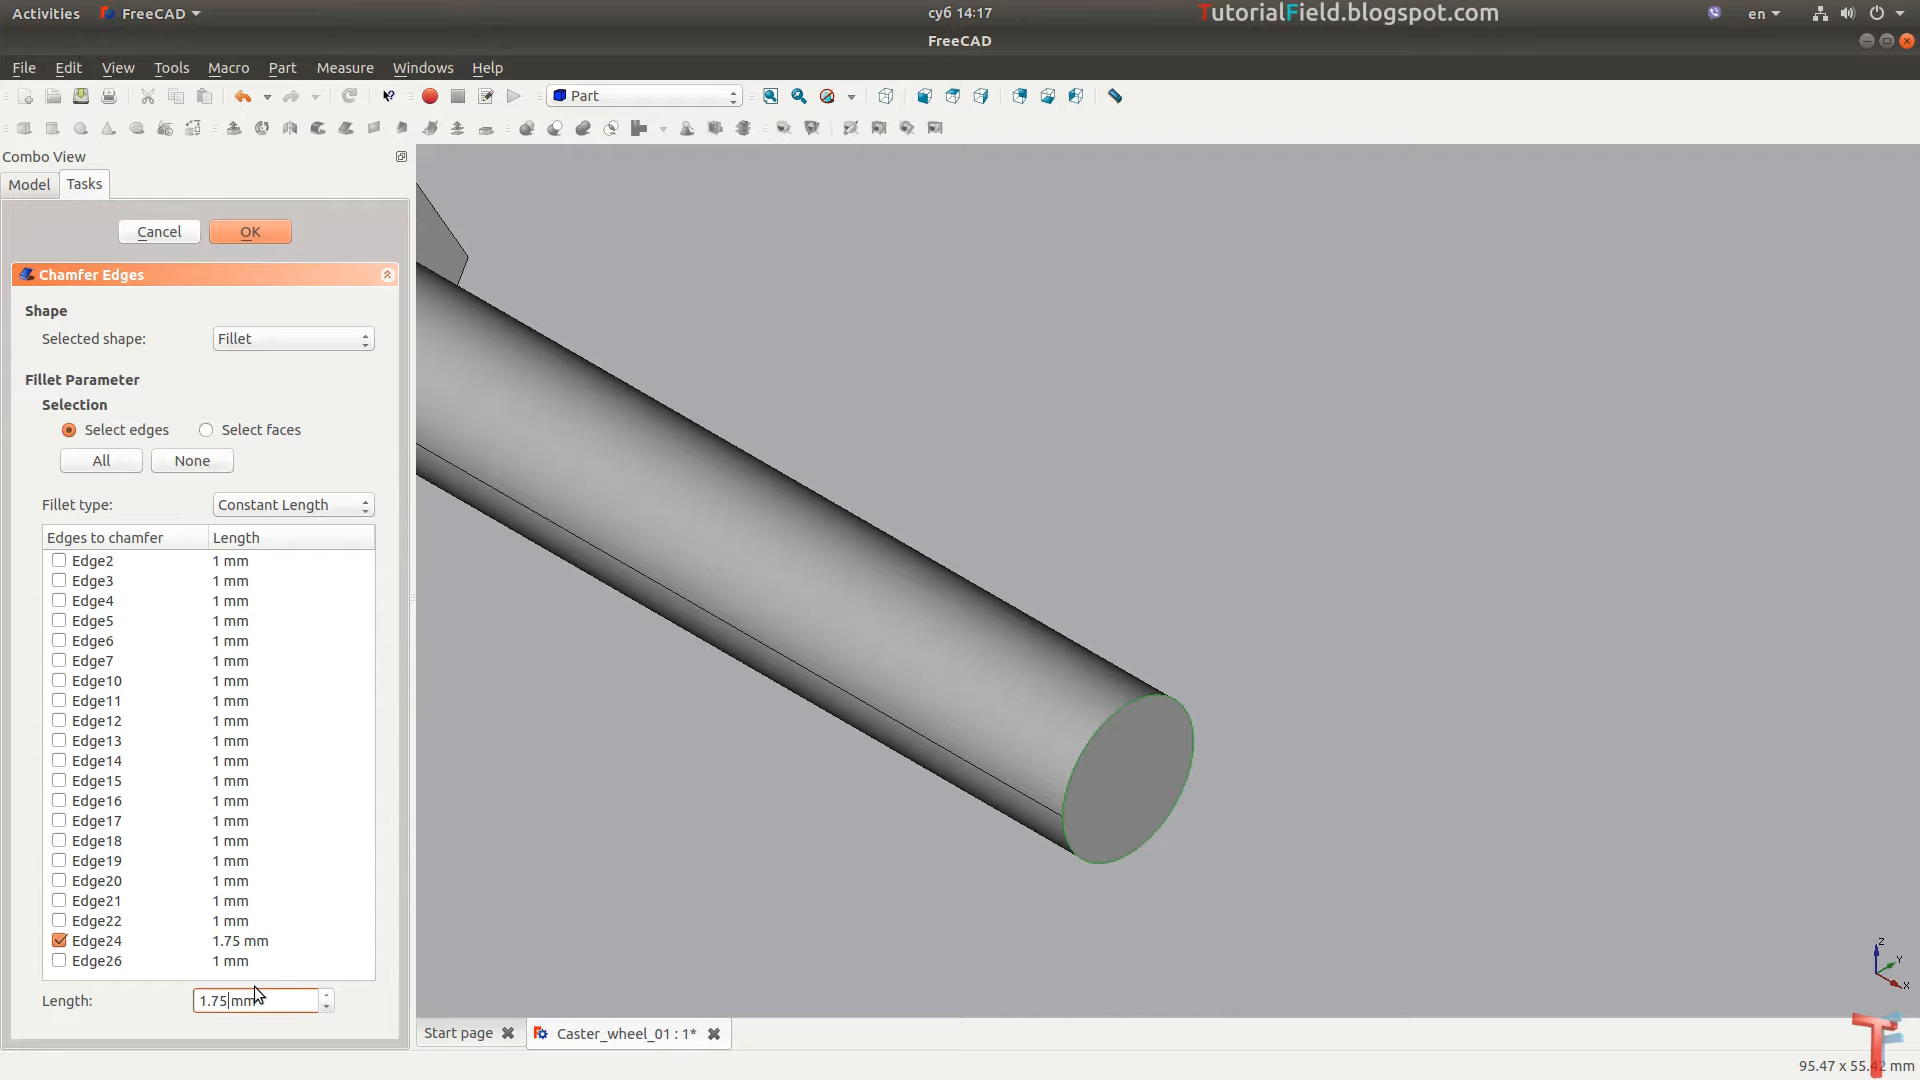 Activities FreeCAD суб 14:17 TutorialField.blogspot.com en
FreeCAD
File Edit View Tools Macro Part Measure Windows Help
Part
Combo View
Model Tasks
Cancel OK
Chamfer Edges
Shape
Selected shape: Fillet
Fillet Parameter
Selection
Select edges Select faces
All None
Fillet type: Constant Length
Edges to chamfer Length
Edge2 1 mm
Edge3 1 mm
Edge4 1 mm
Edge5 1 mm
Edge6 1 mm
Edge7 1 mm
Edge10 1 mm
Edge11 1 mm
Edge12 1 mm
Edge13 1 mm
Edge14 1 mm
Edge15 1 mm
Edge16 1 mm
Edge17 1 mm
Edge18 1 mm
Edge19 1 mm
Edge20 1 mm
Edge21 1 mm
Edge22 1 mm
Edge24 1.75 mm
Edge26 1 mm
Length: 1.75 mm
Z
Y
X
Start page Caster_wheel_01 : 1*
95.47 x 55.42 mm